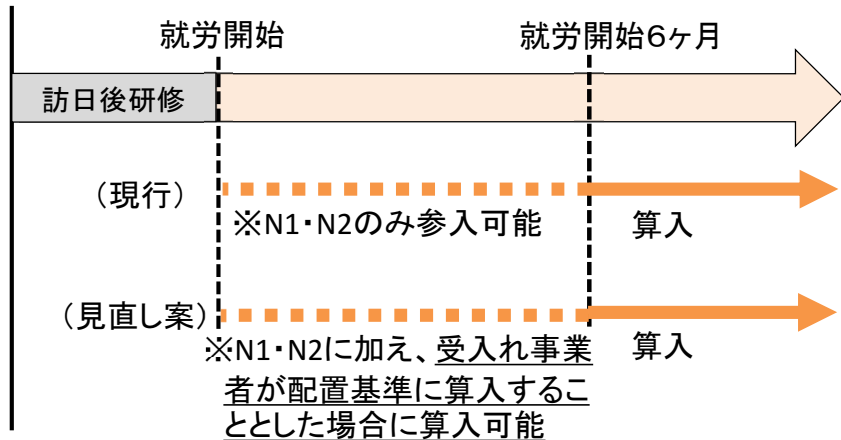 就労開始
就労開始６ヶ月
訪日後研修
（現行）
※N1・N2のみ参入可能
算入
（見直し案）
※N1・N2に加え、受入れ事業
者が配置基準に算入するこ
ととした場合に算入可能
算入